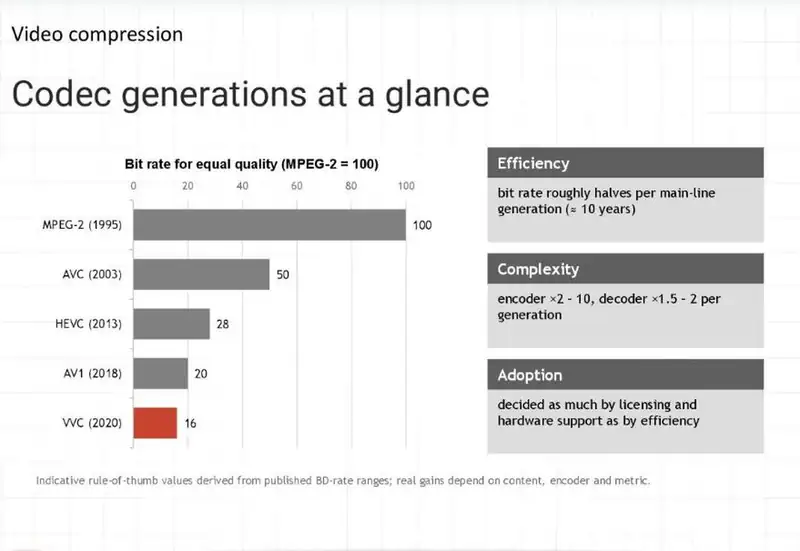 Video compression
Codec generations at a glance
Bit rate for equal quality (MPEG-2 = 100)
0 20 40 60 80 100
MPEG-2 (1995) 100
AVC (2003) 50
HEVC (2013) 28
AV1 (2018) 20
VVC (2020) 16
Efficiency
bit rate roughly halves per main-line
generation (≈ 10 years)
Complexity
encoder ×2 – 10, decoder ×1.5 – 2 per
generation
Adoption
decided as much by licensing and
hardware support as by efficiency
Indicative rule-of-thumb values derived from published BD-rate ranges; real gains depend on content, encoder and metric.